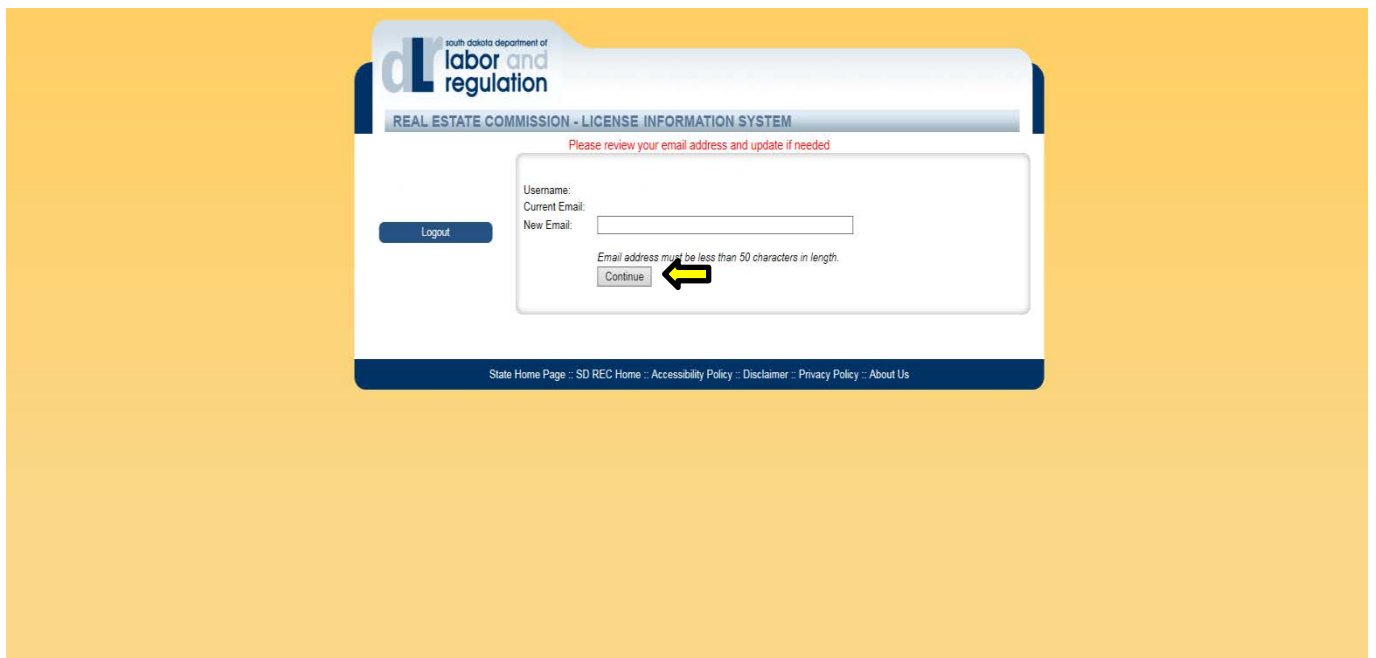 south dakota department of
dlr labor and
regulation
REAL ESTATE COMMISSION - LICENSE INFORMATION SYSTEM
Please review your email address and update if needed
Username:
Current Email:
New Email:
Logout
Email address must be less than 50 characters in length.
Continue
State Home Page :: SD REC Home :: Accessibility Policy :: Disclaimer :: Privacy Policy :: About Us